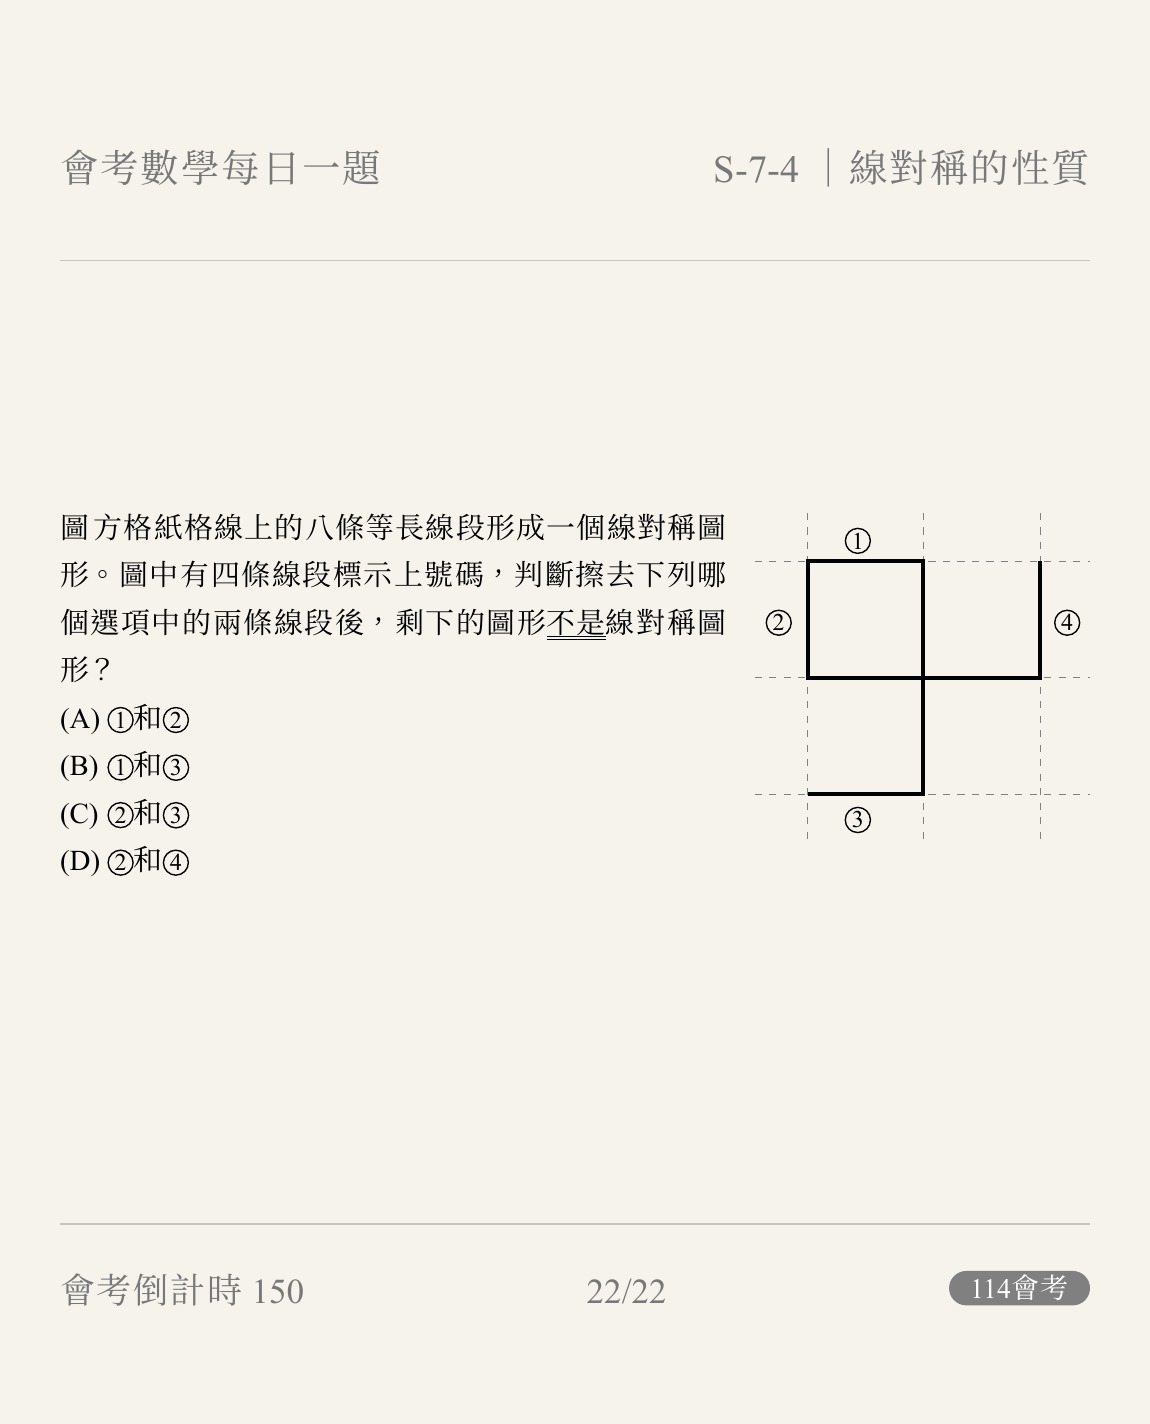 會考數學每日一題
S-7-4｜線對稱的性質
圖方格紙格線上的八條等長線段形成一個線對稱圖
形。圖中有四條線段標示上號碼，判斷擦去下列哪
個選項中的兩條線段後，剩下的圖形不是線對稱圖
形？
(A) ①和②
(B) ①和③
(C) ②和③
(D) ②和④
①
②
④
③
會考倒計時 150
22/22
114會考